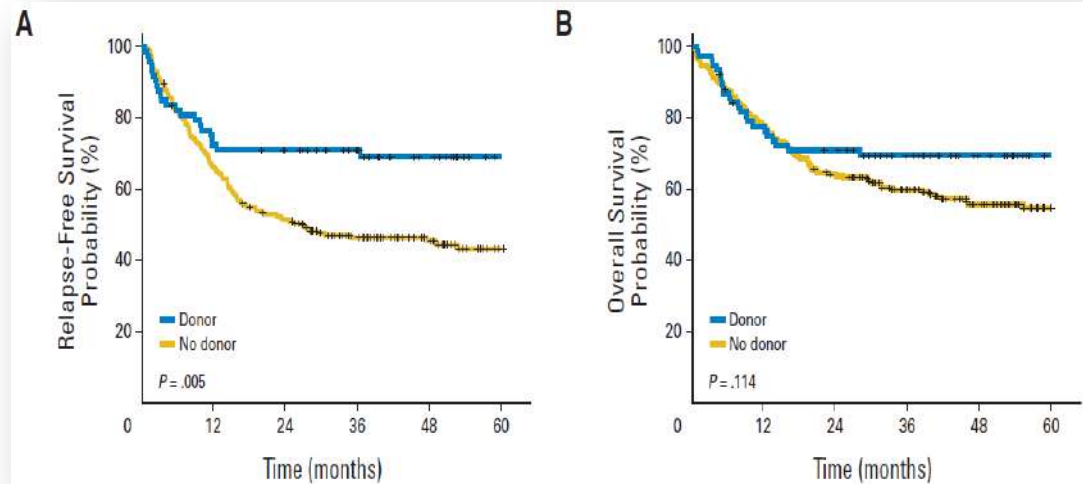 A
Relapse-Free Survival
Probability (%)
100
80
60
40
20
0
12
24
36
48
60
Time (months)
Donor
No donor
P = .005
B
Overall Survival
Probability (%)
100
80
60
40
20
0
12
24
36
48
60
Time (months)
Donor
No donor
P = .114